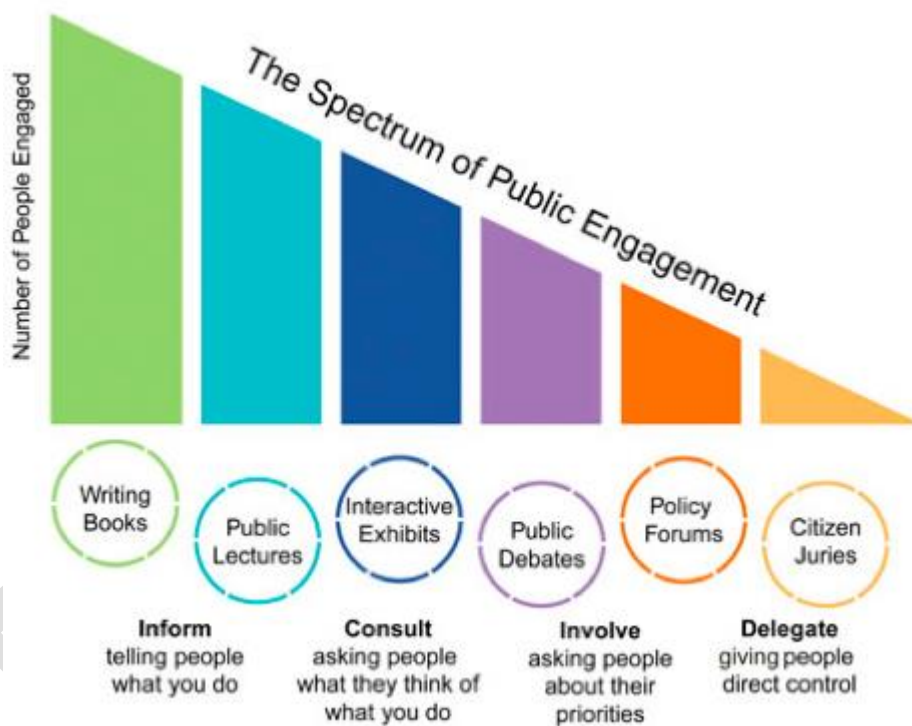 The Spectrum of Public Engagement
Number of People Engaged
Writing
Books
Public
Lectures
Interactive
Exhibits
Public
Debates
Policy
Forums
Citizen
Juries
Inform
telling people
what you do
Consult
asking people
what they think of
what you do
Involve
asking people
about their
priorities
Delegate
giving people
direct control